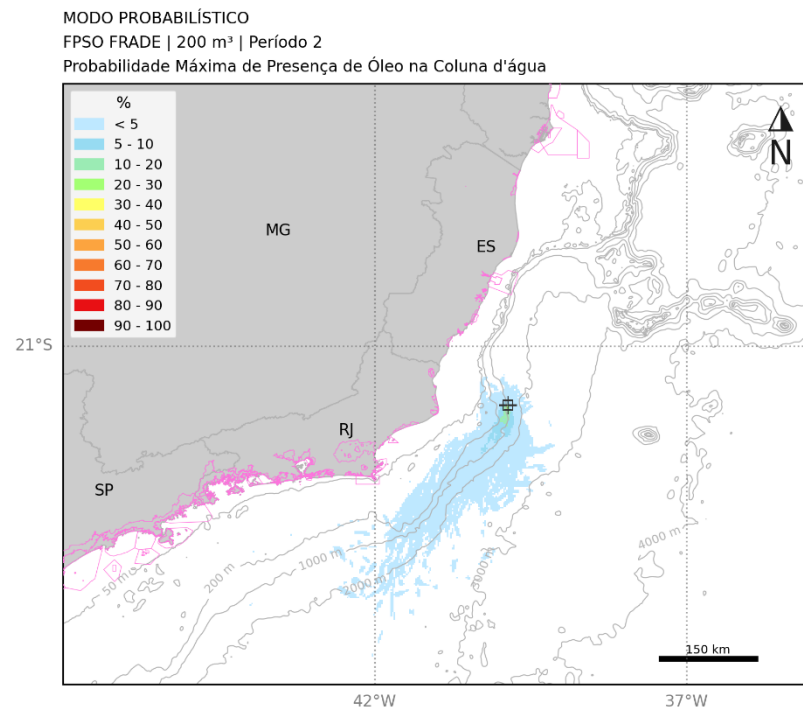 MODO PROBABILÍSTICO
FPSO FRADE | 200 m³ | Período 2
Probabilidade Máxima de Presença de Óleo na Coluna d'água
%
< 5
5 - 10
10 - 20
20 - 30
30 - 40
40 - 50
50 - 60
60 - 70
70 - 80
80 - 90
90 - 100
N
MG
ES
21°S
RJ
SP
50 m
200 m
1000 m
2000 m
3000 m
4000 m
150 km
42°W
37°W